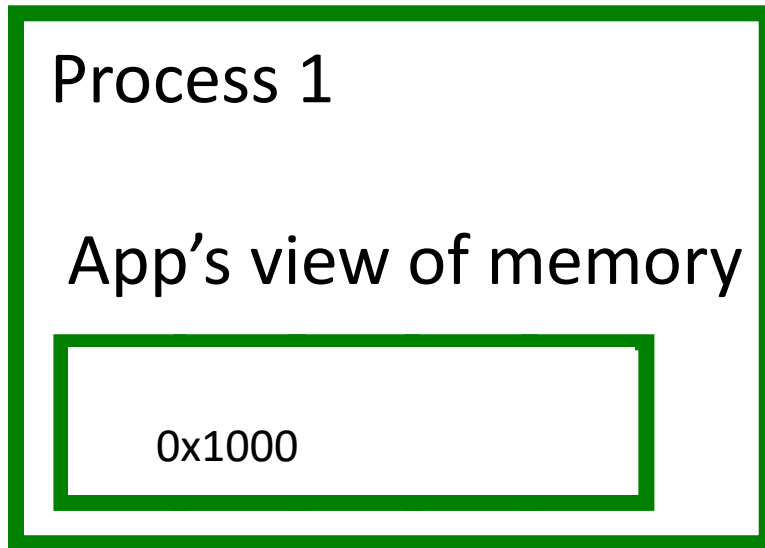 Process 1
App’s view of memory
0x1000